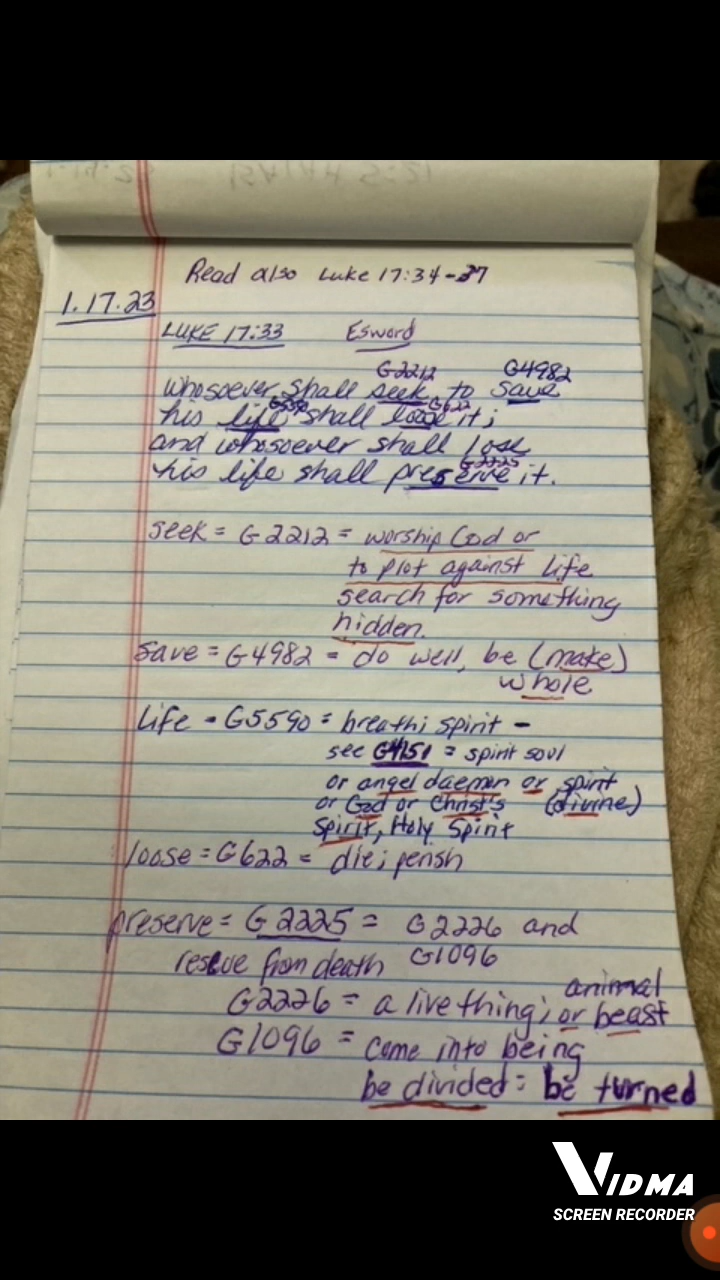 Read also Luke 17:34-37
1.17.23
LUKE 17:33 Esword
G2212 G4982
whosoever shall seek to save
G5590 G622
his life shall loose it;
and whosoever shall lose
G2225
his life shall preserve it.
seek = G2212 = worship God or
to plot against life
search for something
hidden.
Save = G4982 = do well, be (make)
whole
Life - G5590 = breath; spirit -
see G4151 = spirit soul
or angel daemon or spirit
or God or Christ's (divine)
Spirit, Holy Spirit
loose = G622 = die; perish
preserve = G2225 = G2226 and
rescue from death G1096
animal
G2226 = a live thing; or beast
G1096 = come into being
be divided = be turned
VIDMA
SCREEN RECORDER